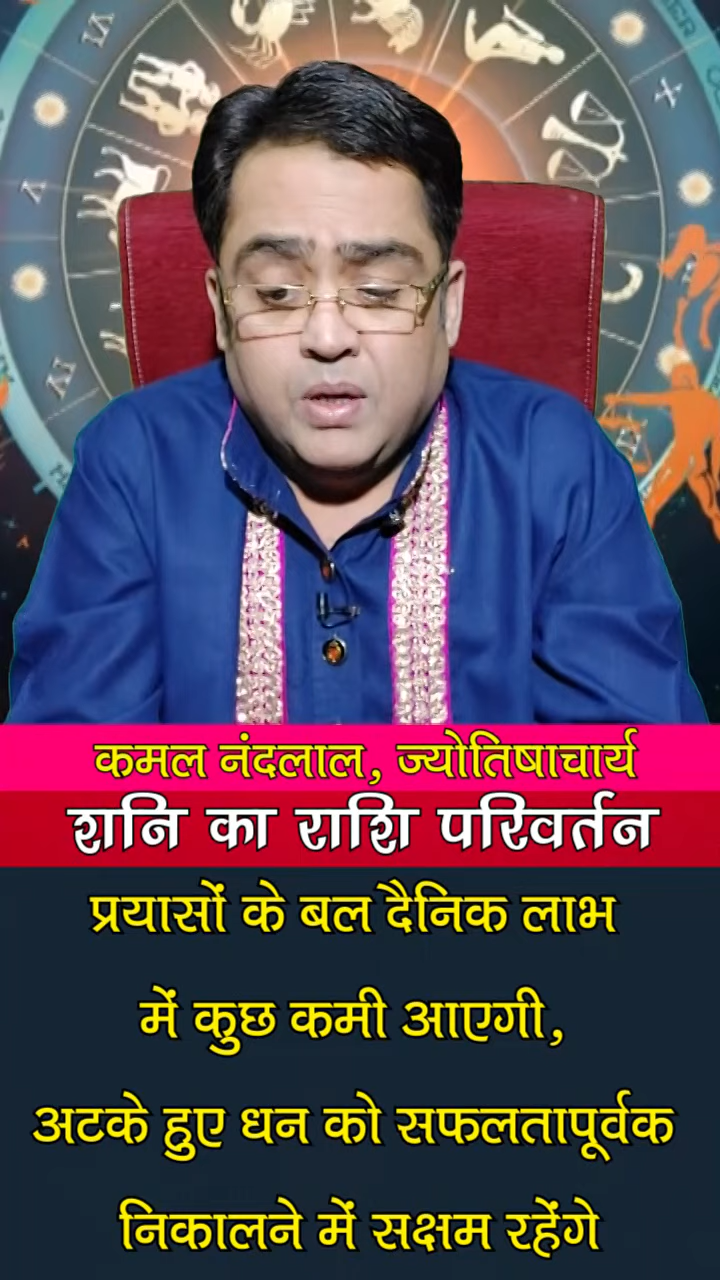 कमल नंदलाल, ज्योतिषाचार्य
शनि का राशि परिवर्तन
प्रयासों के बल दैनिक लाभ
में कुछ कमी आएगी,
अटके हुए धन को सफलतापूर्वक
निकालने में सक्षम रहेंगे